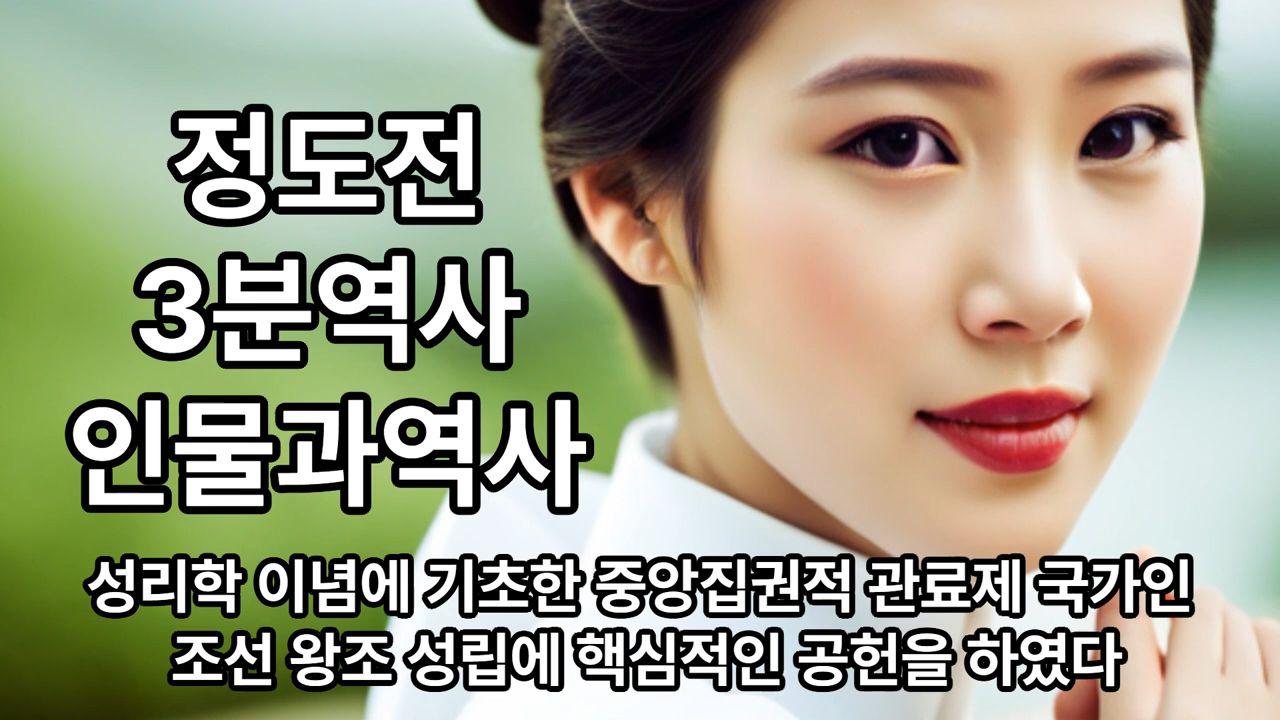 정도전
3분역사
인물과역사
성리학 이념에 기초한 중앙집권적 관료제 국가인
조선 왕조 성립에 핵심적인 공헌을 하였다